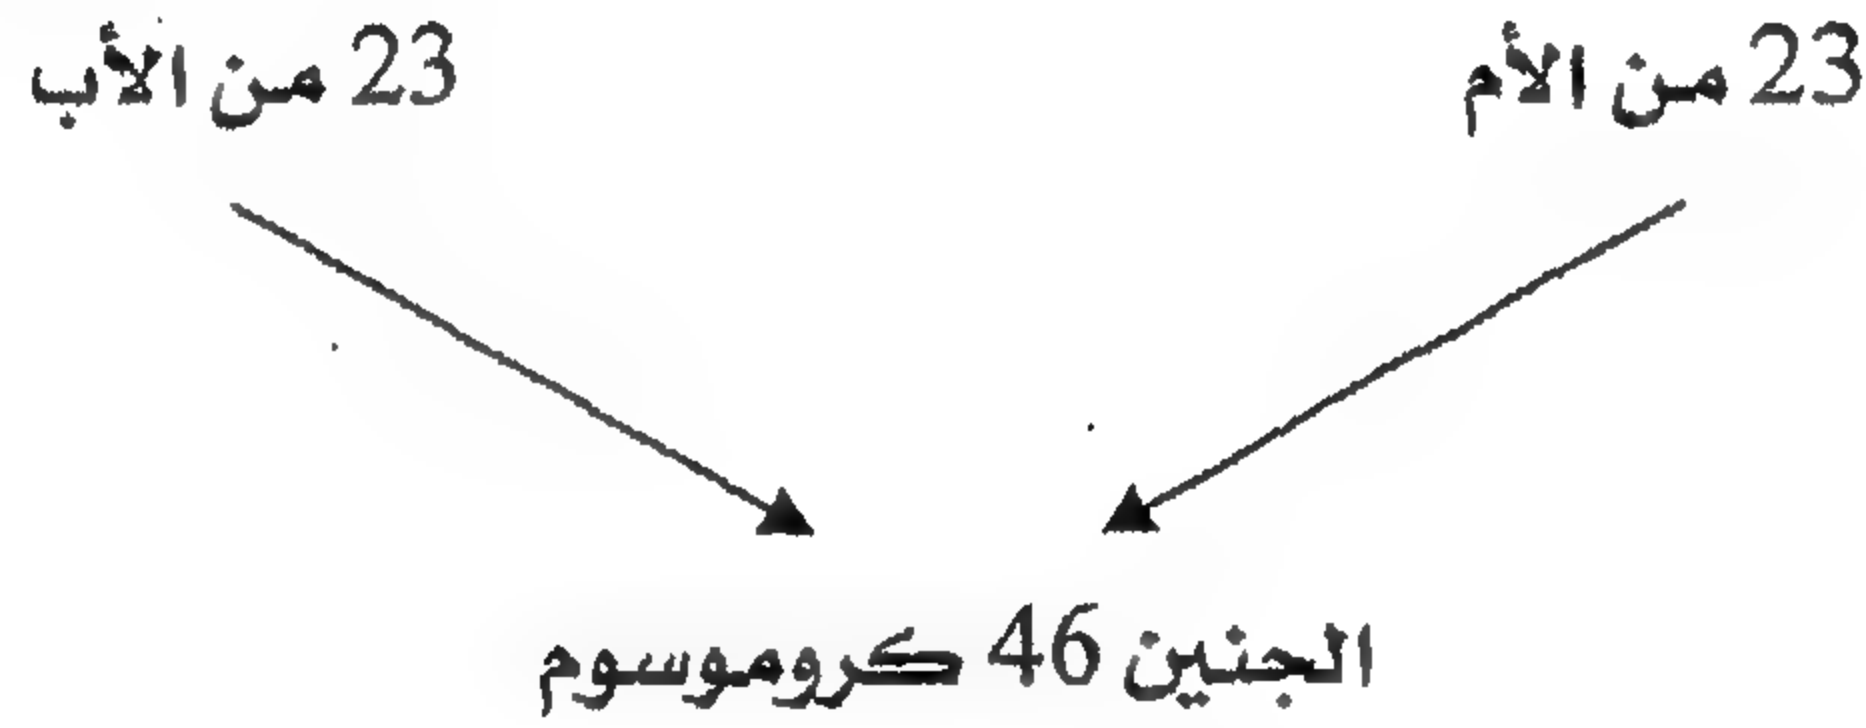 23 من الأم
23 من الأب
الجنين 46 كروموسوم